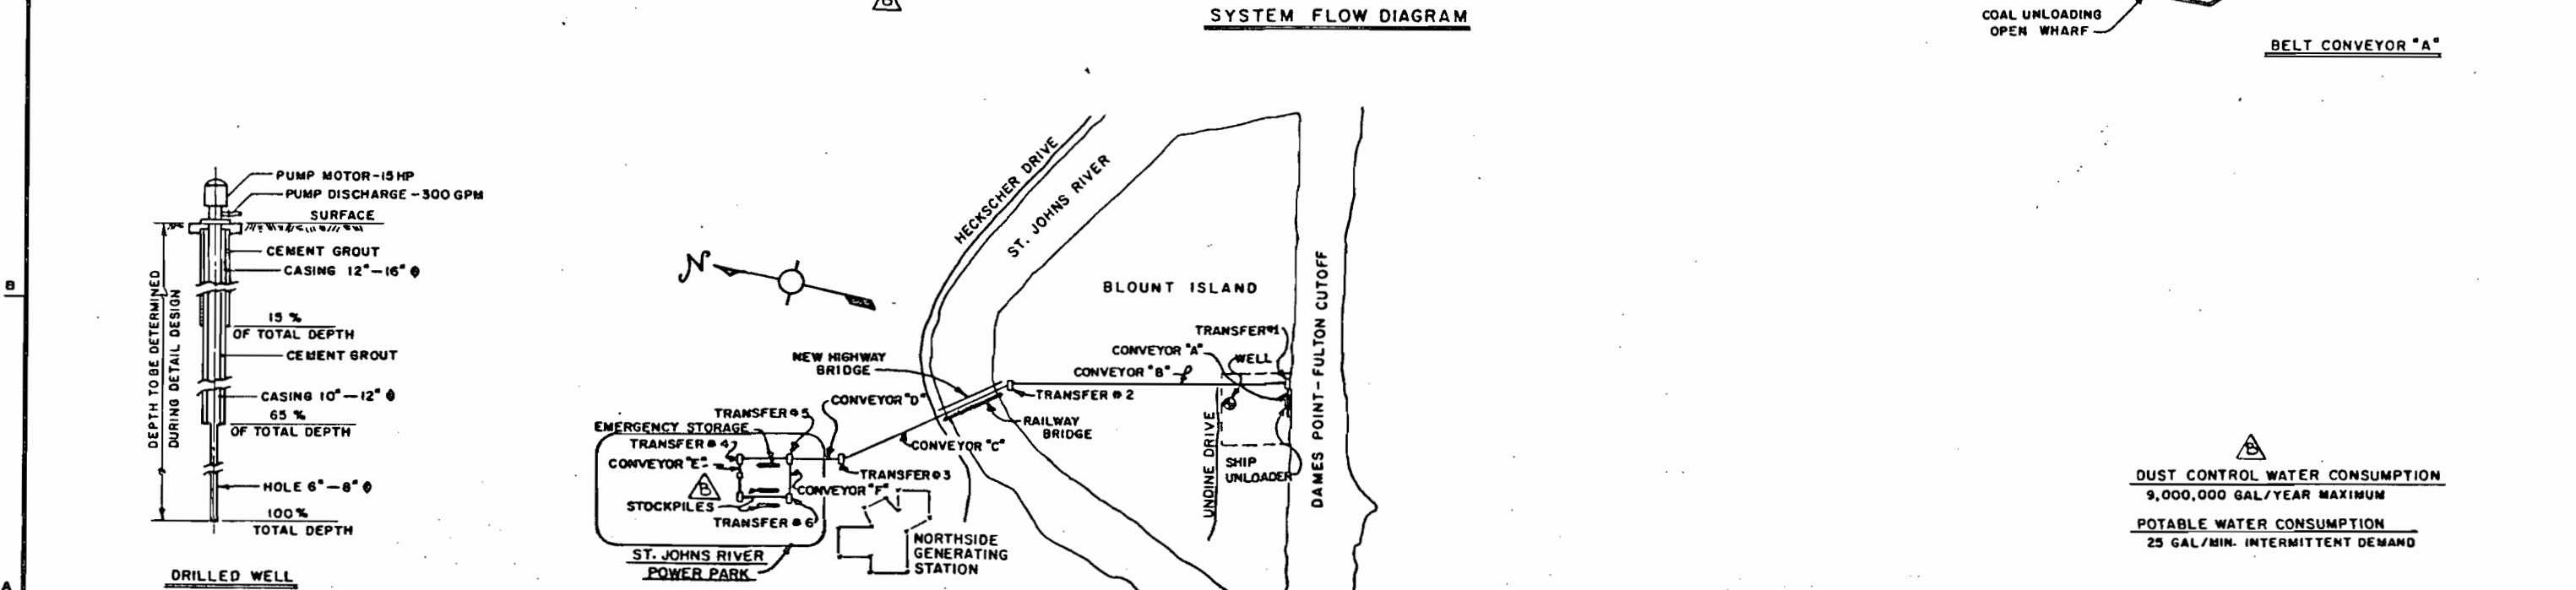 B
SYSTEM FLOW DIAGRAM
COAL UNLOADING
OPEN WHARF
BELT CONVEYOR "A"
PUMP MOTOR-15 HP
PUMP DISCHARGE-300 GPM
SURFACE
CEMENT GROUT
CASING 12"-16" Φ
15 %
OF TOTAL DEPTH
CEMENT GROUT
CASING 10"-12" Φ
65 %
OF TOTAL DEPTH
HOLE 6"-8" Φ
100%
TOTAL DEPTH
DEPTH TO BE DETERMINED
DURING DETAIL DESIGN
DRILLED WELL
B
A
N
HECKSCHER DRIVE
ST. JOHNS RIVER
BLOUNT ISLAND
DAMES POINT-FULTON CUTOFF
TRANSFER#1
CONVEYOR "A"
WELL
CONVEYOR "B"
NEW HIGHWAY
BRIDGE
TRANSFER # 2
RAILWAY
BRIDGE
CONVEYOR "D"
CONVEYOR "C"
TRANSFER#5
EMERGENCY STORAGE
TRANSFER # 4
CONVEYOR "E"
TRANSFER#3
B
CONVEYOR "F"
STOCKPILES
TRANSFER # 6
UNDINE DRIVE
SHIP
UNLOADER
NORTHSIDE
GENERATING
STATION
ST. JOHNS RIVER
POWER PARK
B
DUST CONTROL WATER CONSUMPTION
9,000,000 GAL/YEAR MAXIMUM
POTABLE WATER CONSUMPTION
25 GAL/MIN. INTERMITTENT DEMAND